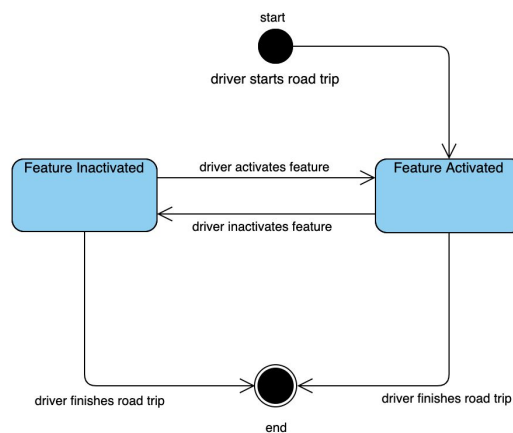 start
driver starts road trip
Feature Inactivated
driver activates feature
Feature Activated
driver inactivates feature
driver finishes road trip
driver finishes road trip
end